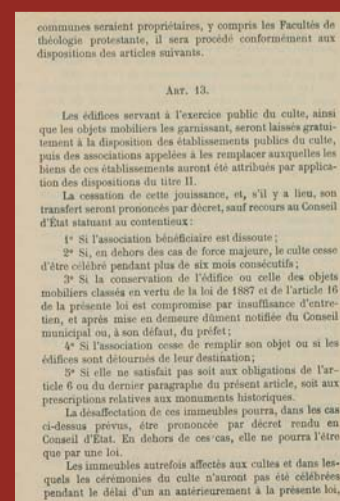 communes seraient propriétaires, y compris les Facultés de
théologie protestante, il sera procédé conformément aux
dispositions des articles suivants.
ART. 13.
Les édifices servant à l'exercice public du culte, ainsi
que les objets mobiliers les garnissant, seront laissés gratui-
tement à la disposition des établissements publics du culte,
puis des associations appelées à les remplacer auxquelles les
biens de ces établissements auront été attribués par applica-
tion des dispositions du titre II.
La cessation de cette jouissance, et, s'il y a lieu, son
transfert seront prononcés par décret, sauf recours au Conseil
d'État statuant au contentieux :
1° Si l'association bénéficiaire est dissoute ;
2° Si, en dehors des cas de force majeure, le culte cesse
d'être célébré pendant plus de six mois consécutifs ;
3° Si la conservation de l'édifice ou celle des objets
mobiliers classés en vertu de la loi de 1887 et de l'article 16
de la présente loi est compromise par insuffisance d'entre-
tien, et après mise en demeure dûment notifiée du Conseil
municipal ou, à son défaut, du préfet ;
4° Si l'association cesse de remplir son objet ou si les
édifices sont détournés de leur destination ;
5° Si elle ne satisfait pas soit aux obligations de l'ar-
ticle 6 ou du dernier paragraphe du présent article, soit aux
prescriptions relatives aux monuments historiques.
La désaffectation de ces immeubles pourra, dans les cas
ci-dessus prévus, être prononcée par décret rendu en
Conseil d'État. En dehors de ces cas, elle ne pourra l'être
que par une loi.
Les immeubles autrefois affectés aux cultes et dans les-
quels les cérémonies du culte n'auront pas été célébrées
pendant le délai d'un an antérieurement à la présente loi,